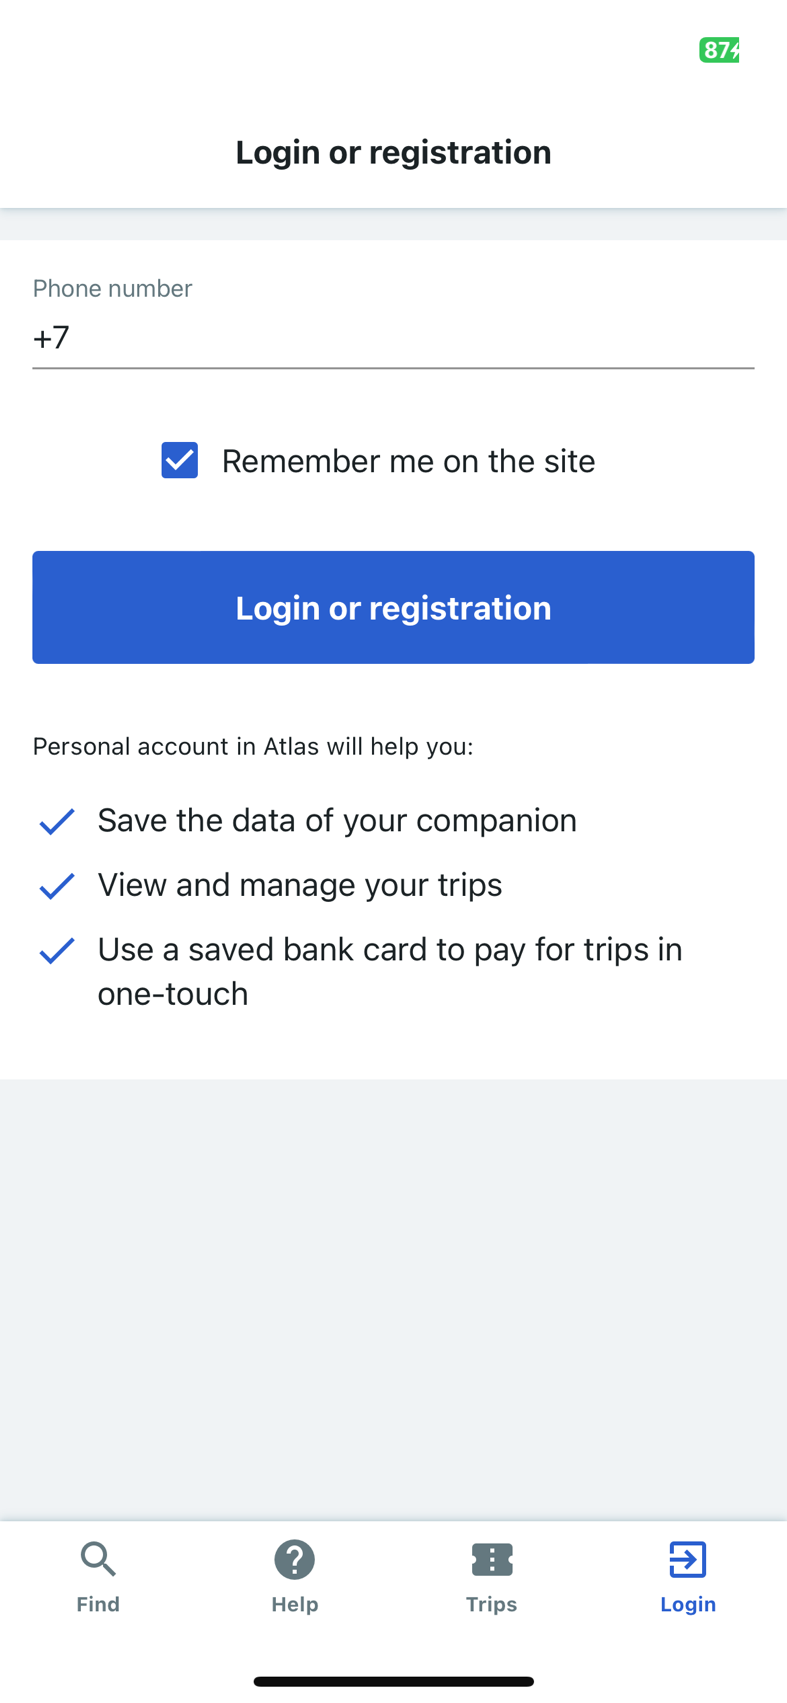 87
Login or registration
Phone number
+7
Remember me on the site
Login or registration
Personal account in Atlas will help you:
Save the data of your companion
View and manage your trips
Use a saved bank card to pay for trips in
one-touch
Find
Help
Trips
Login